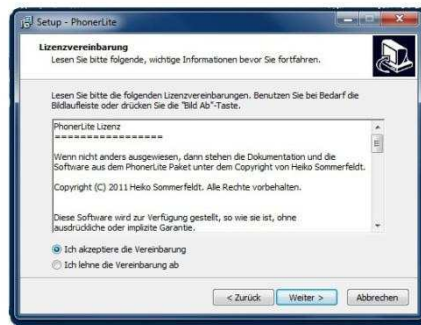 Setup - PhonerLite
Lizenzvereinbarung
Lesen Sie bitte folgende, wichtige Informationen bevor Sie fortfahren.
Lesen Sie bitte die folgenden Lizenzvereinbarungen. Benutzen Sie bei Bedarf die
Bildlaufleiste oder drücken Sie die "Bild Ab"-Taste.
PhonerLite Lizenz
=================
Wenn nicht anders ausgewiesen, dann stehen die Dokumentation und die
Software aus dem PhonerLite Paket unter dem Copyright von Heiko Sommerfeldt.
Copyright (C) 2011 Heiko Sommerfeldt. Alle Rechte vorbehalten.
Diese Software wird zur Verfügung gestellt, so wie sie ist, ohne
ausdrückliche oder implizite Garantie.
Ich akzeptiere die Vereinbarung
Ich lehne die Vereinbarung ab
< Zurück Weiter > Abbrechen